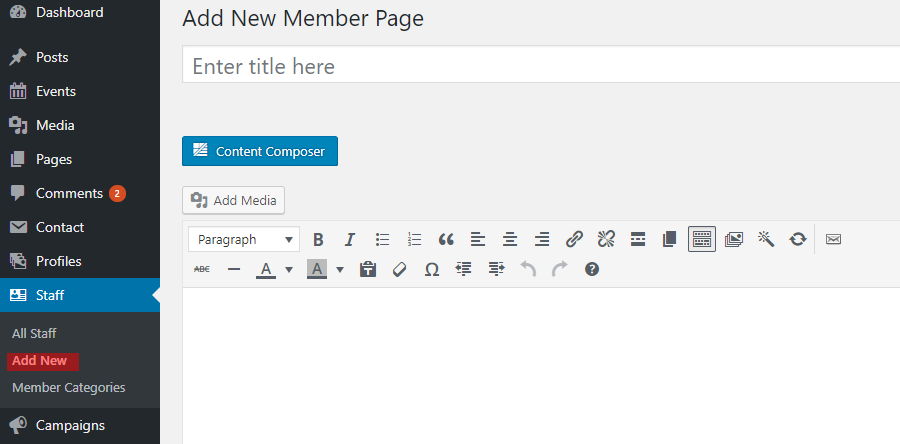 Dashboard
Posts
Events
Media
Pages
Comments 2
Contact
Profiles
Staff
All Staff
Add New
Member Categories
Campaigns
Add New Member Page
Enter title here
Content Composer
Add Media
Paragraph B I
ABC A A Ω ?